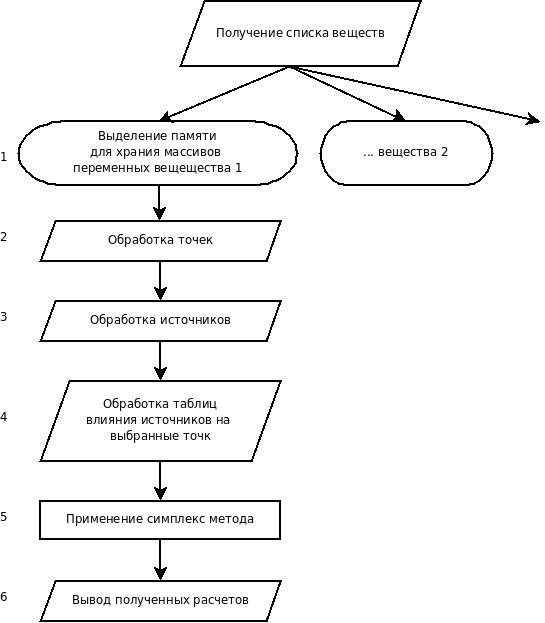 Получение списка веществ
1
Выделение памяти
для храния массивов
переменных вещещества 1
... вещества 2
2
Обработка точек
3
Обработка источников
4
Обработка таблиц
влияния источников на
выбранные точк
5
Применение симплекс метода
6
Вывод полученных расчетов